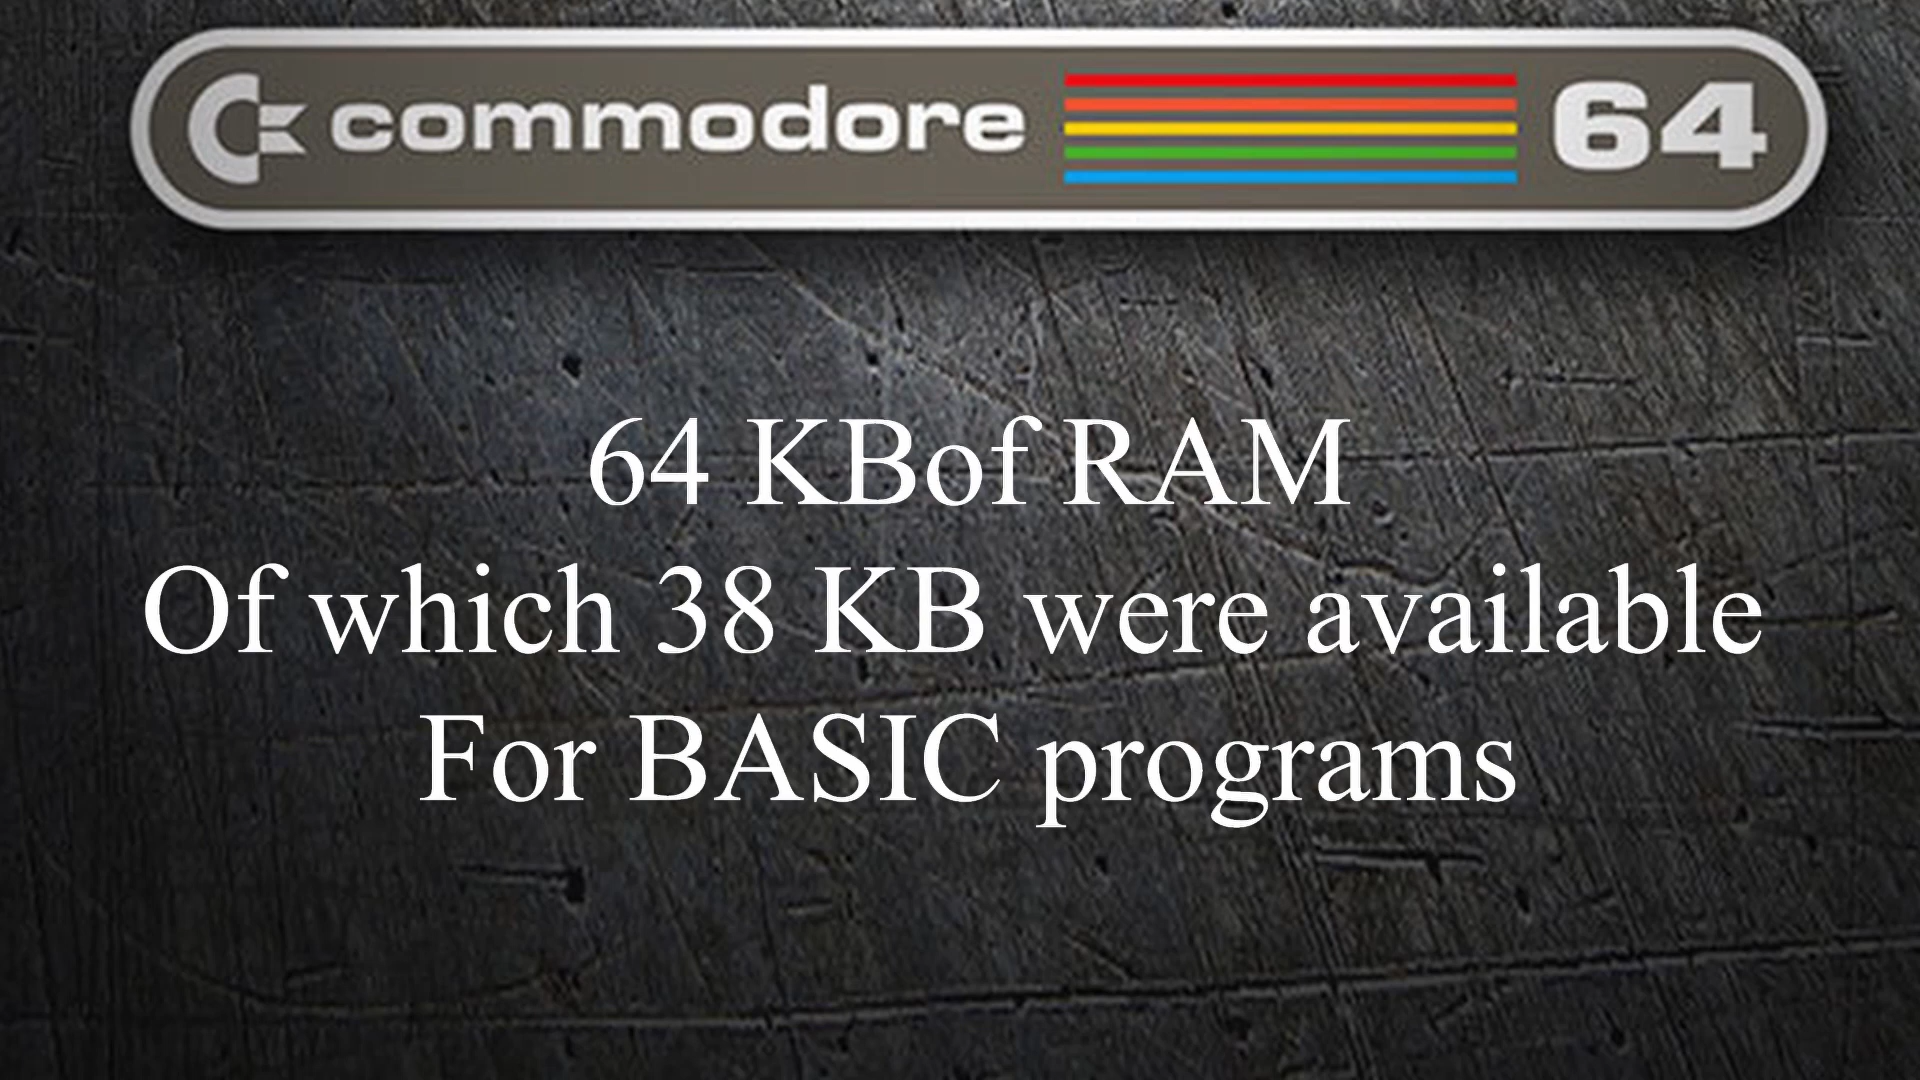 commodore 64
64 KBof RAM
Of which 38 KB were available
For BASIC programs